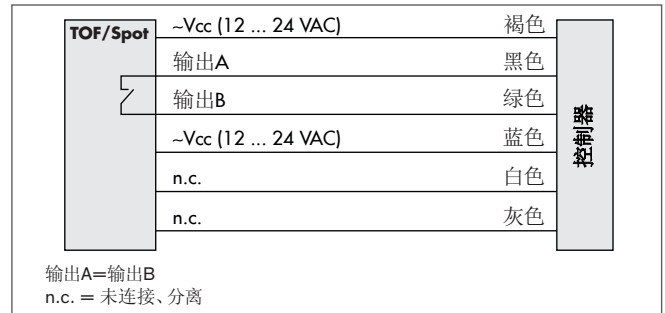 TOF/Spot
~Vcc (12 ... 24 VAC) 褐色
输出A 黑色
输出B 绿色
~Vcc (12 ... 24 VAC) 蓝色
n.c. 白色
n.c. 灰色
控制器
输出A=输出B
n.c. = 未连接、分离